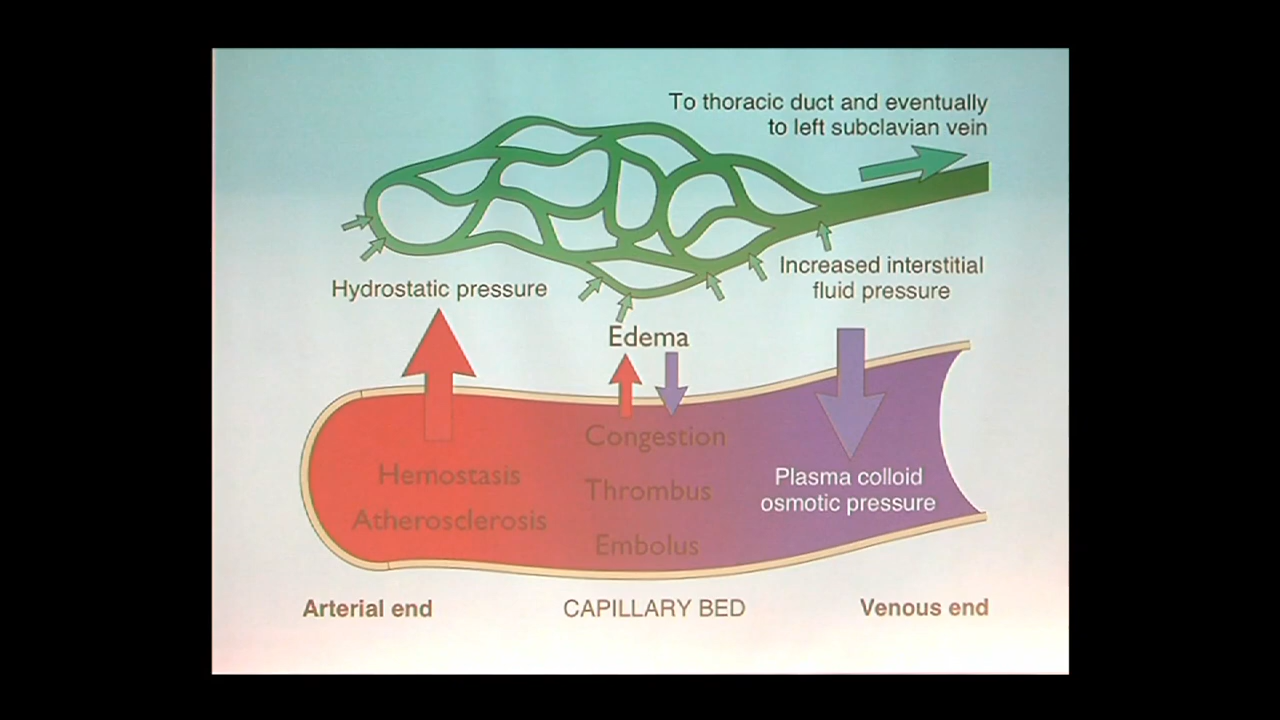 To thoracic duct and eventually
to left subclavian vein
Hydrostatic pressure
Increased interstitial
fluid pressure
Edema
Congestion
Hemostasis
Thrombus
Atherosclerosis
Embolus
Plasma colloid
osmotic pressure
Arterial end
CAPILLARY BED
Venous end